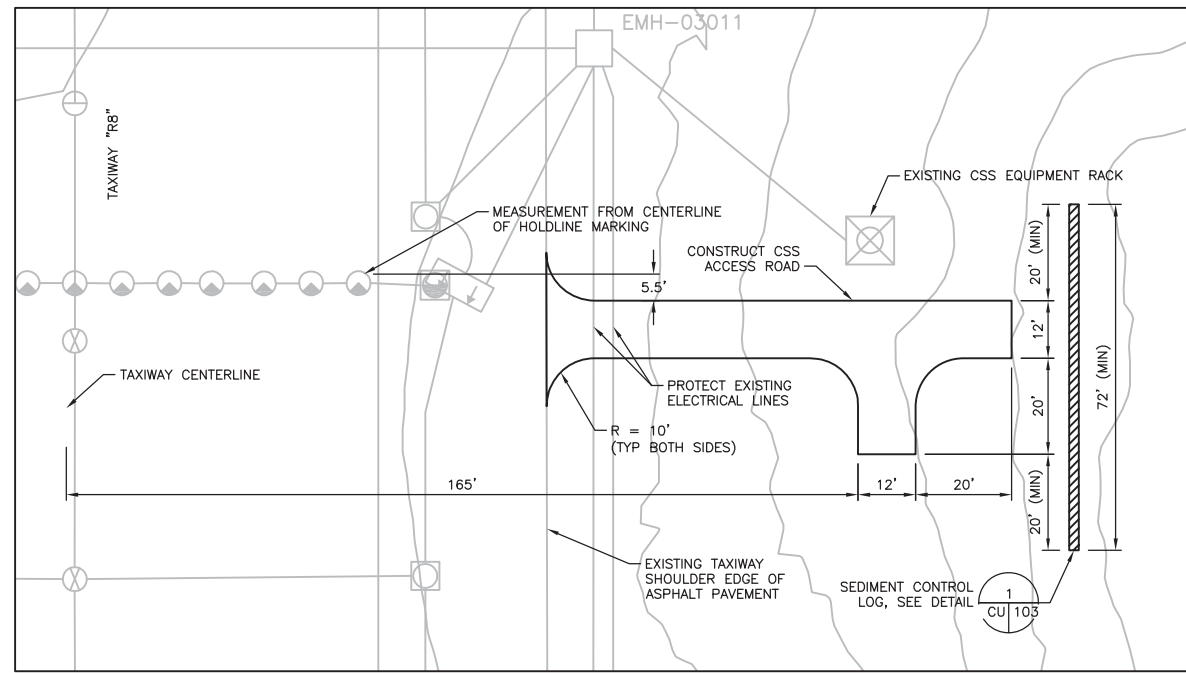 EMH-03011
TAXIWAY "R8"
EXISTING CSS EQUIPMENT RACK
MEASUREMENT FROM CENTERLINE
OF HOLDLINE MARKING
CONSTRUCT CSS
ACCESS ROAD
20' (MIN)
5.5'
12'
72' (MIN)
TAXIWAY CENTERLINE
PROTECT EXISTING
ELECTRICAL LINES
20'
R = 10'
(TYP BOTH SIDES)
165'
12'
20'
20' (MIN)
EXISTING TAXIWAY
SHOULDER EDGE OF
ASPHALT PAVEMENT
SEDIMENT CONTROL
LOG, SEE DETAIL
1
CU 103